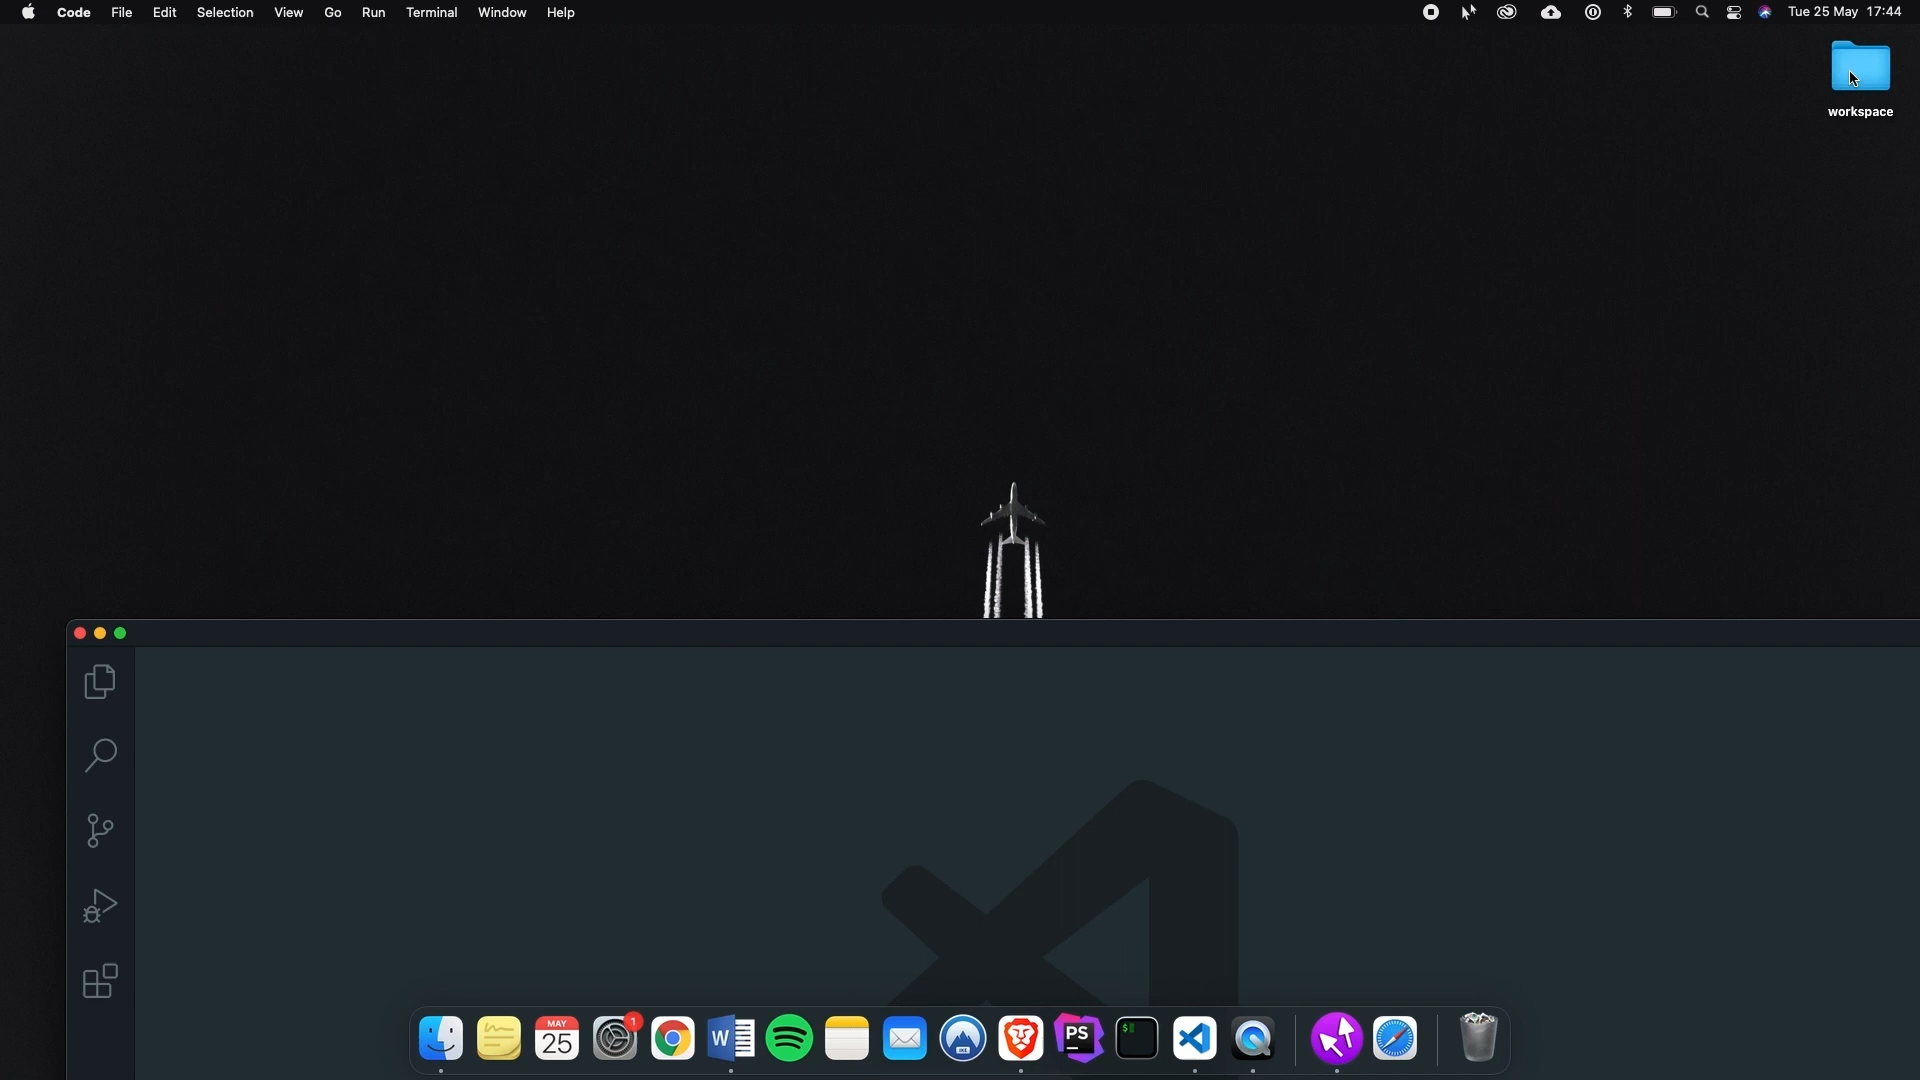 Code File Edit Selection View Go Run Terminal Window Help Tue 25 May 17:44
workspace
MAY
25
1
W
PS
$